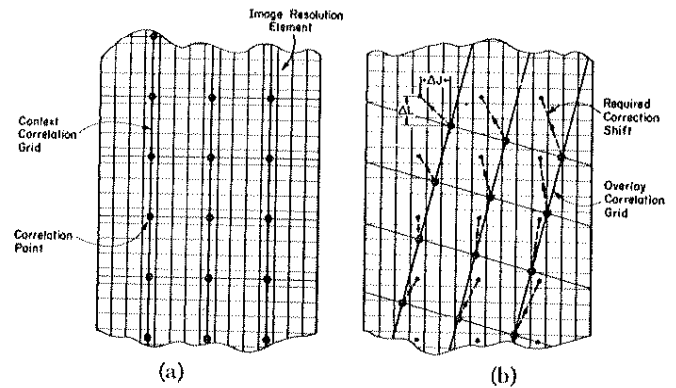 Image Resolution
Element
Context
Correlation
Grid
Correlation
Point
(a)
ΔJ
ΔL
Required
Correction
Shift
Overlay
Correlation
Grid
(b)